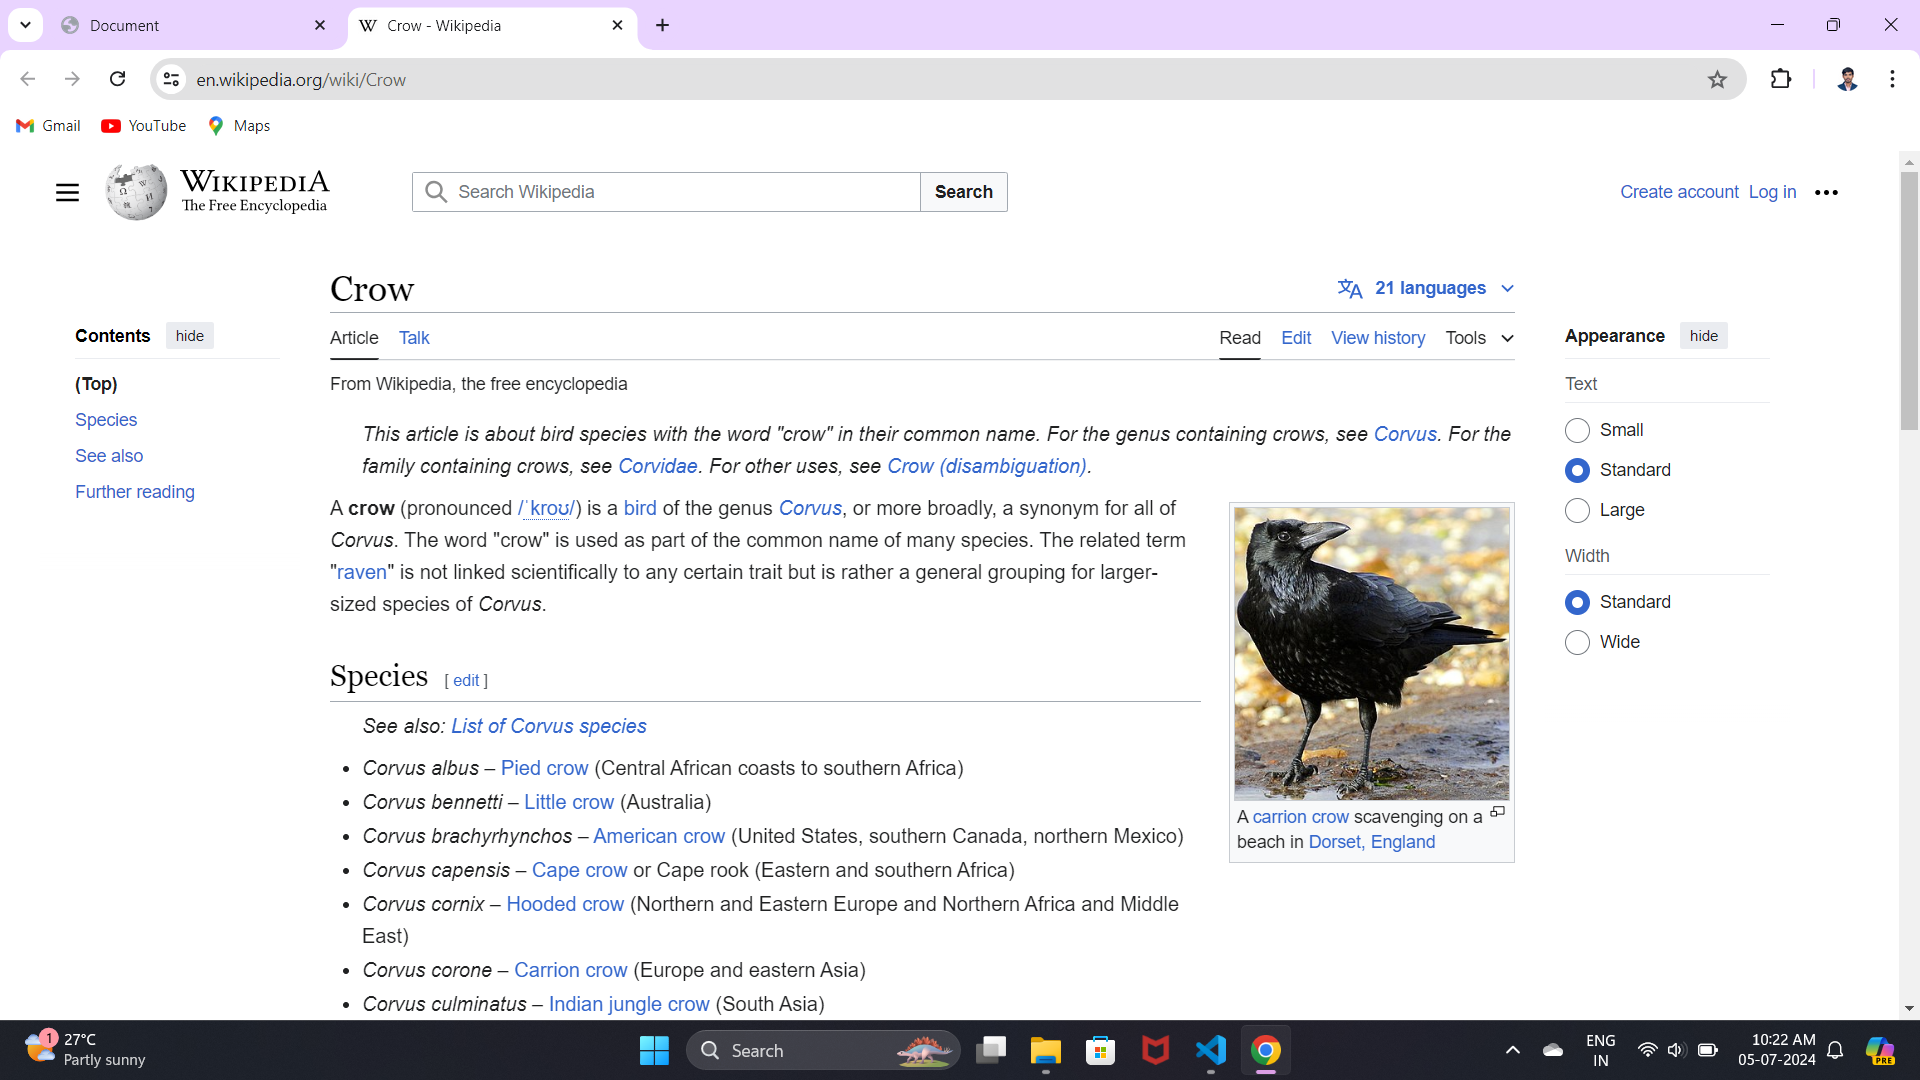 Document
Crow - Wikipedia
en.wikipedia.org/wiki/Crow
Gmail YouTube Maps
WIKIPEDIA
The Free Encyclopedia
Search Wikipedia
Search
Create account Log in
Crow
21 languages
Contents hide
(Top)
Species
See also
Further reading
Article Talk
Read Edit View history Tools
From Wikipedia, the free encyclopedia
This article is about bird species with the word "crow" in their common name. For the genus containing crows, see Corvus. For the
family containing crows, see Corvidae. For other uses, see Crow (disambiguation).
A crow (pronounced /ˈkroʊ/) is a bird of the genus Corvus, or more broadly, a synonym for all of
Corvus. The word "crow" is used as part of the common name of many species. The related term
"raven" is not linked scientifically to any certain trait but is rather a general grouping for larger-
sized species of Corvus.
Species [ edit ]
See also: List of Corvus species
• Corvus albus – Pied crow (Central African coasts to southern Africa)
• Corvus bennetti – Little crow (Australia)
• Corvus brachyrhynchos – American crow (United States, southern Canada, northern Mexico)
• Corvus capensis – Cape crow or Cape rook (Eastern and southern Africa)
• Corvus cornix – Hooded crow (Northern and Eastern Europe and Northern Africa and Middle
East)
• Corvus corone – Carrion crow (Europe and eastern Asia)
• Corvus culminatus – Indian jungle crow (South Asia)
A carrion crow scavenging on a
beach in Dorset, England
Appearance hide
Text
Small
Standard
Large
Width
Standard
Wide
1
27°C
Partly sunny
Search
PRE
ENG
IN
10:22 AM
05-07-2024